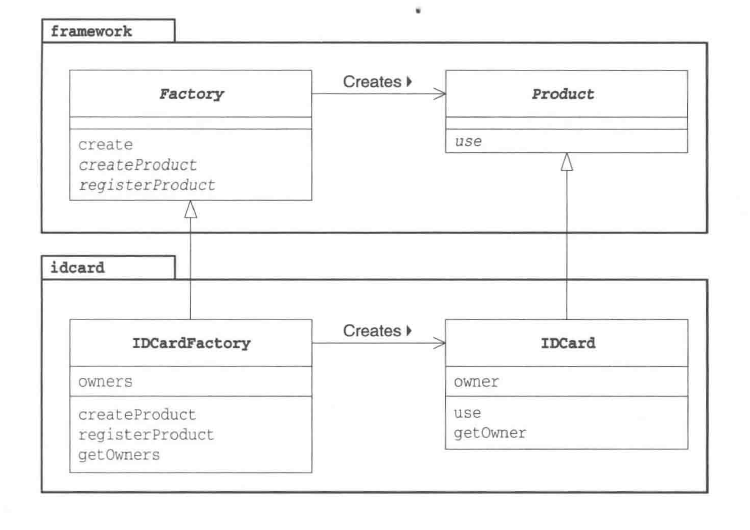 framework
Factory
Creates
Product
create
createProduct
registerProduct
use
idcard
IDCardFactory
Creates
IDCard
owners
owner
createProduct
registerProduct
getOwners
use
getOwner